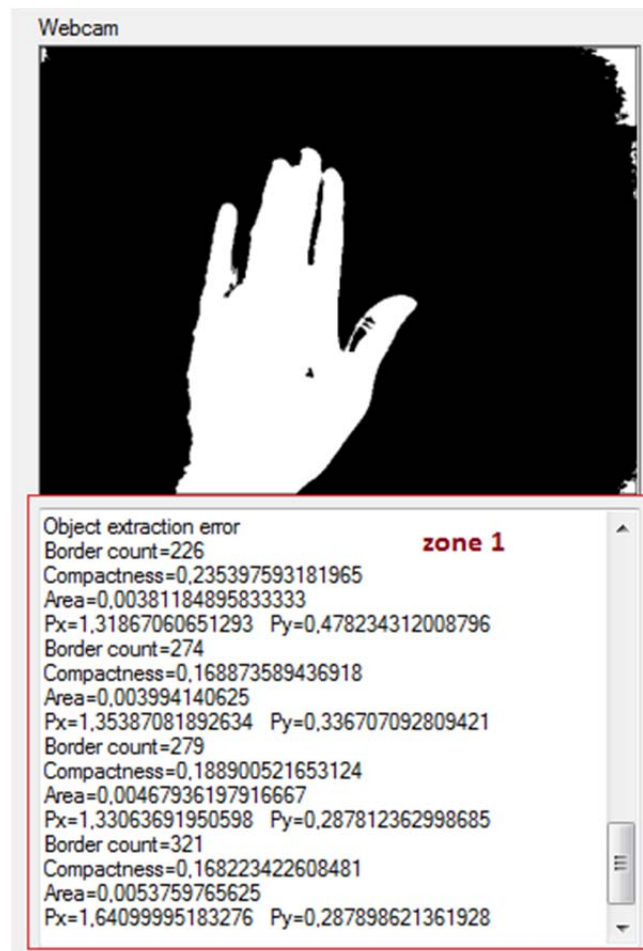 Webcam
Object extraction error
zone 1
Border count=226
Compactness=0,235397593181965
Area=0,00381184895833333
Px=1,31867060651293 Py=0,478234312008796
Border count=274
Compactness=0,168873589436918
Area=0,003994140625
Px=1,35387081892634 Py=0,336707092809421
Border count=279
Compactness=0,188900521653124
Area=0,00467936197916667
Px=1,33063691950598 Py=0,287812362998685
Border count=321
Compactness=0,168223422608481
Area=0,0053759765625
Px=1,64099995183276 Py=0,287898621361928